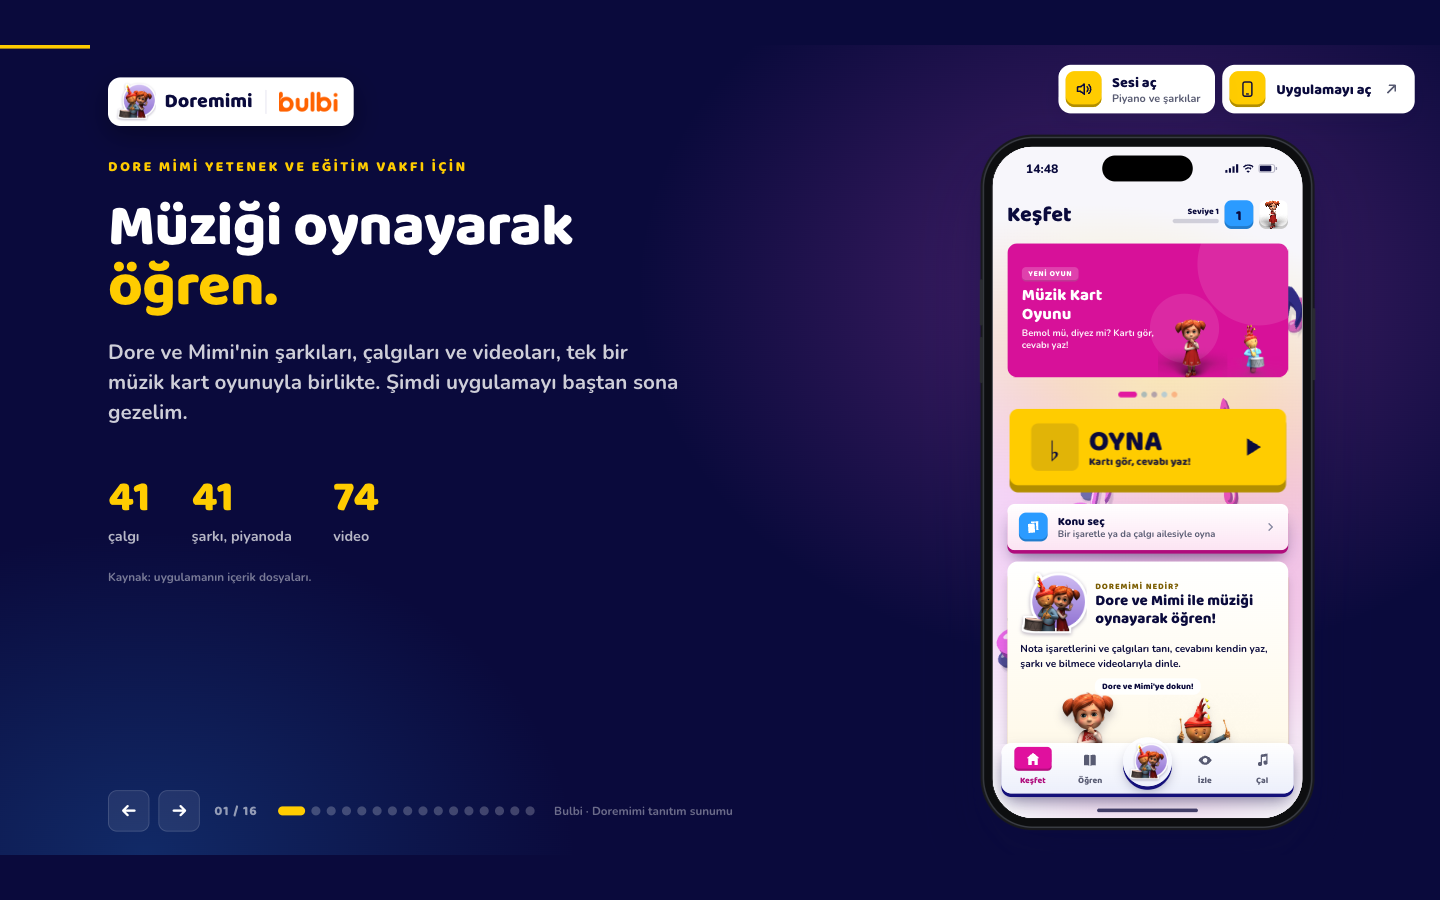 Doremimi bulbi
DORE MİMİ YETENEK VE EĞİTİM VAKFI İÇİN
Müziği oynayarak
öğren.
Dore ve Mimi'nin şarkıları, çalgıları ve videoları, tek bir
müzik kart oyunuyla birlikte. Şimdi uygulamayı baştan sona
gezelim.
41 41 74
çalgı şarkı, piyanoda video
Kaynak: uygulamanın içerik dosyaları.
01 / 16
Bulbi · Doremimi tanıtım sunumu
Sesi aç
Piyano ve şarkılar
Uygulamayı aç
14:48
Keşfet
Seviye 1
1
YENİ OYUN
Müzik Kart
Oyunu
Bemol mü, diyez mi? Kartı gör,
cevabı yaz!
OYNA
Kartı gör, cevabı yaz!
Konu seç
Bir işaretle ya da çalgı ailesiyle oyna
DOREMİMİ NEDİR?
Dore ve Mimi ile müziği
oynayarak öğren!
Nota işaretlerini ve çalgıları tanı, cevabını kendin yaz,
şarkı ve bilmece videolarıyla dinle.
Dore ve Mimi'ye dokun!
Keşfet Öğren İzle Çal